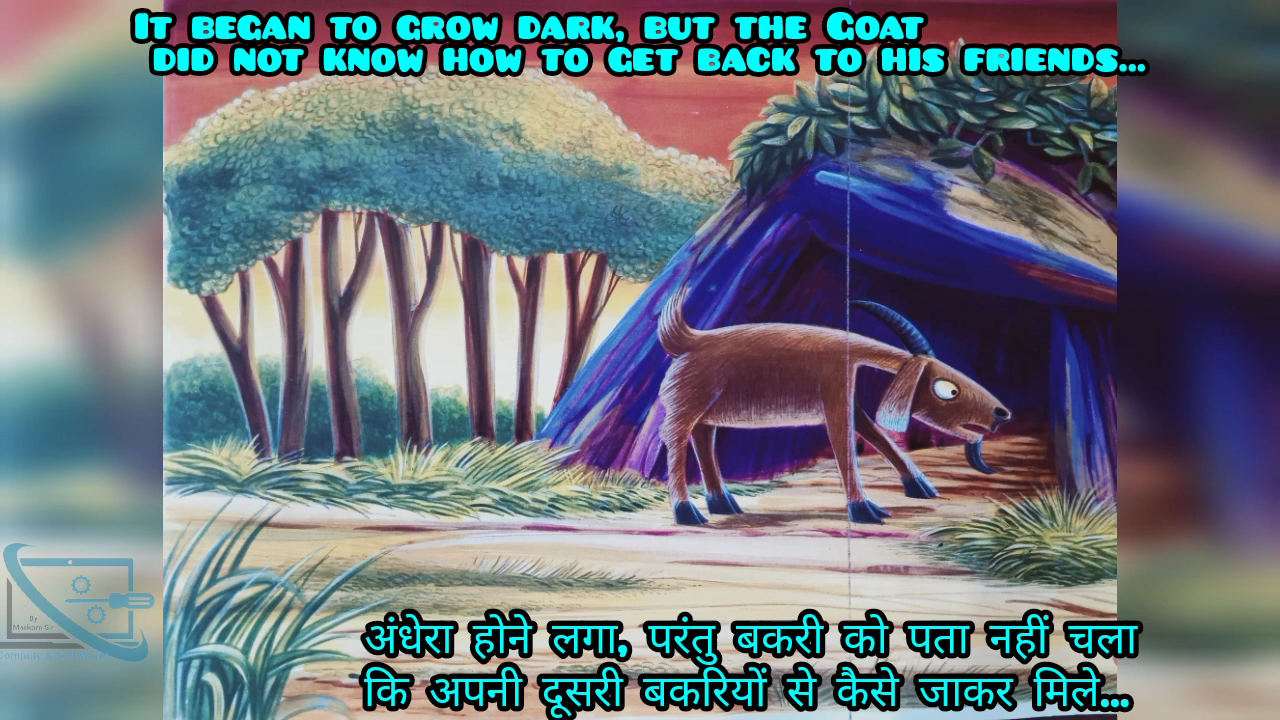 It began to grow dark, but the Goat
did not know how to get back to his friends...
अंधेरा होने लगा, परंतु बकरी को पता नहीं चला
कि अपनी दूसरी बकरियों से कैसे जाकर मिले...
By